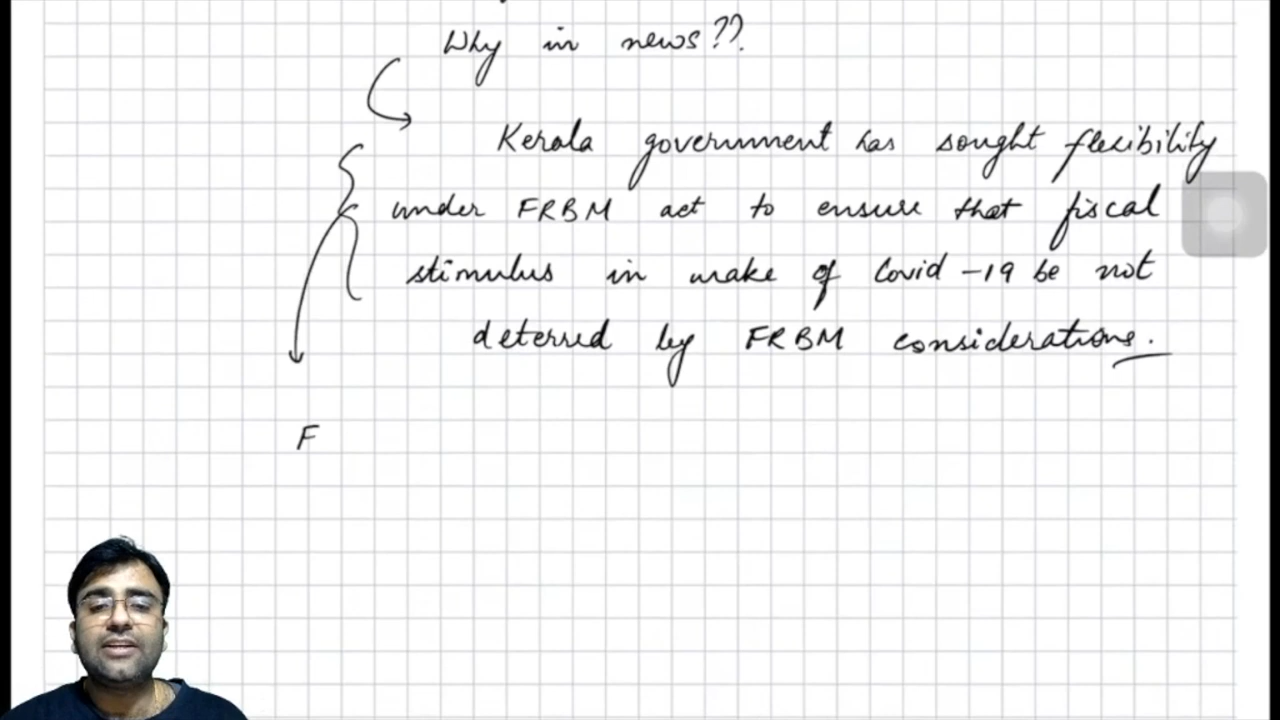 Why in news??
Kerala government has sought flexibility
under FRBM act to ensure that fiscal
stimulus in wake of Covid-19 be not
deterred by FRBM considerations.
F